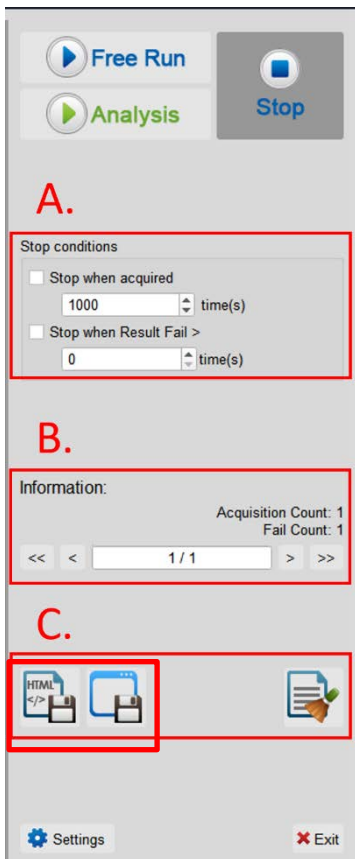 Free Run
Analysis
Stop
A.
Stop conditions
Stop when acquired
1000 time(s)
Stop when Result Fail >
0 time(s)
B.
Information:
Acquisition Count: 1
Fail Count: 1
<< < 1 / 1 > >>
C.
HTML
</>
Settings
Exit